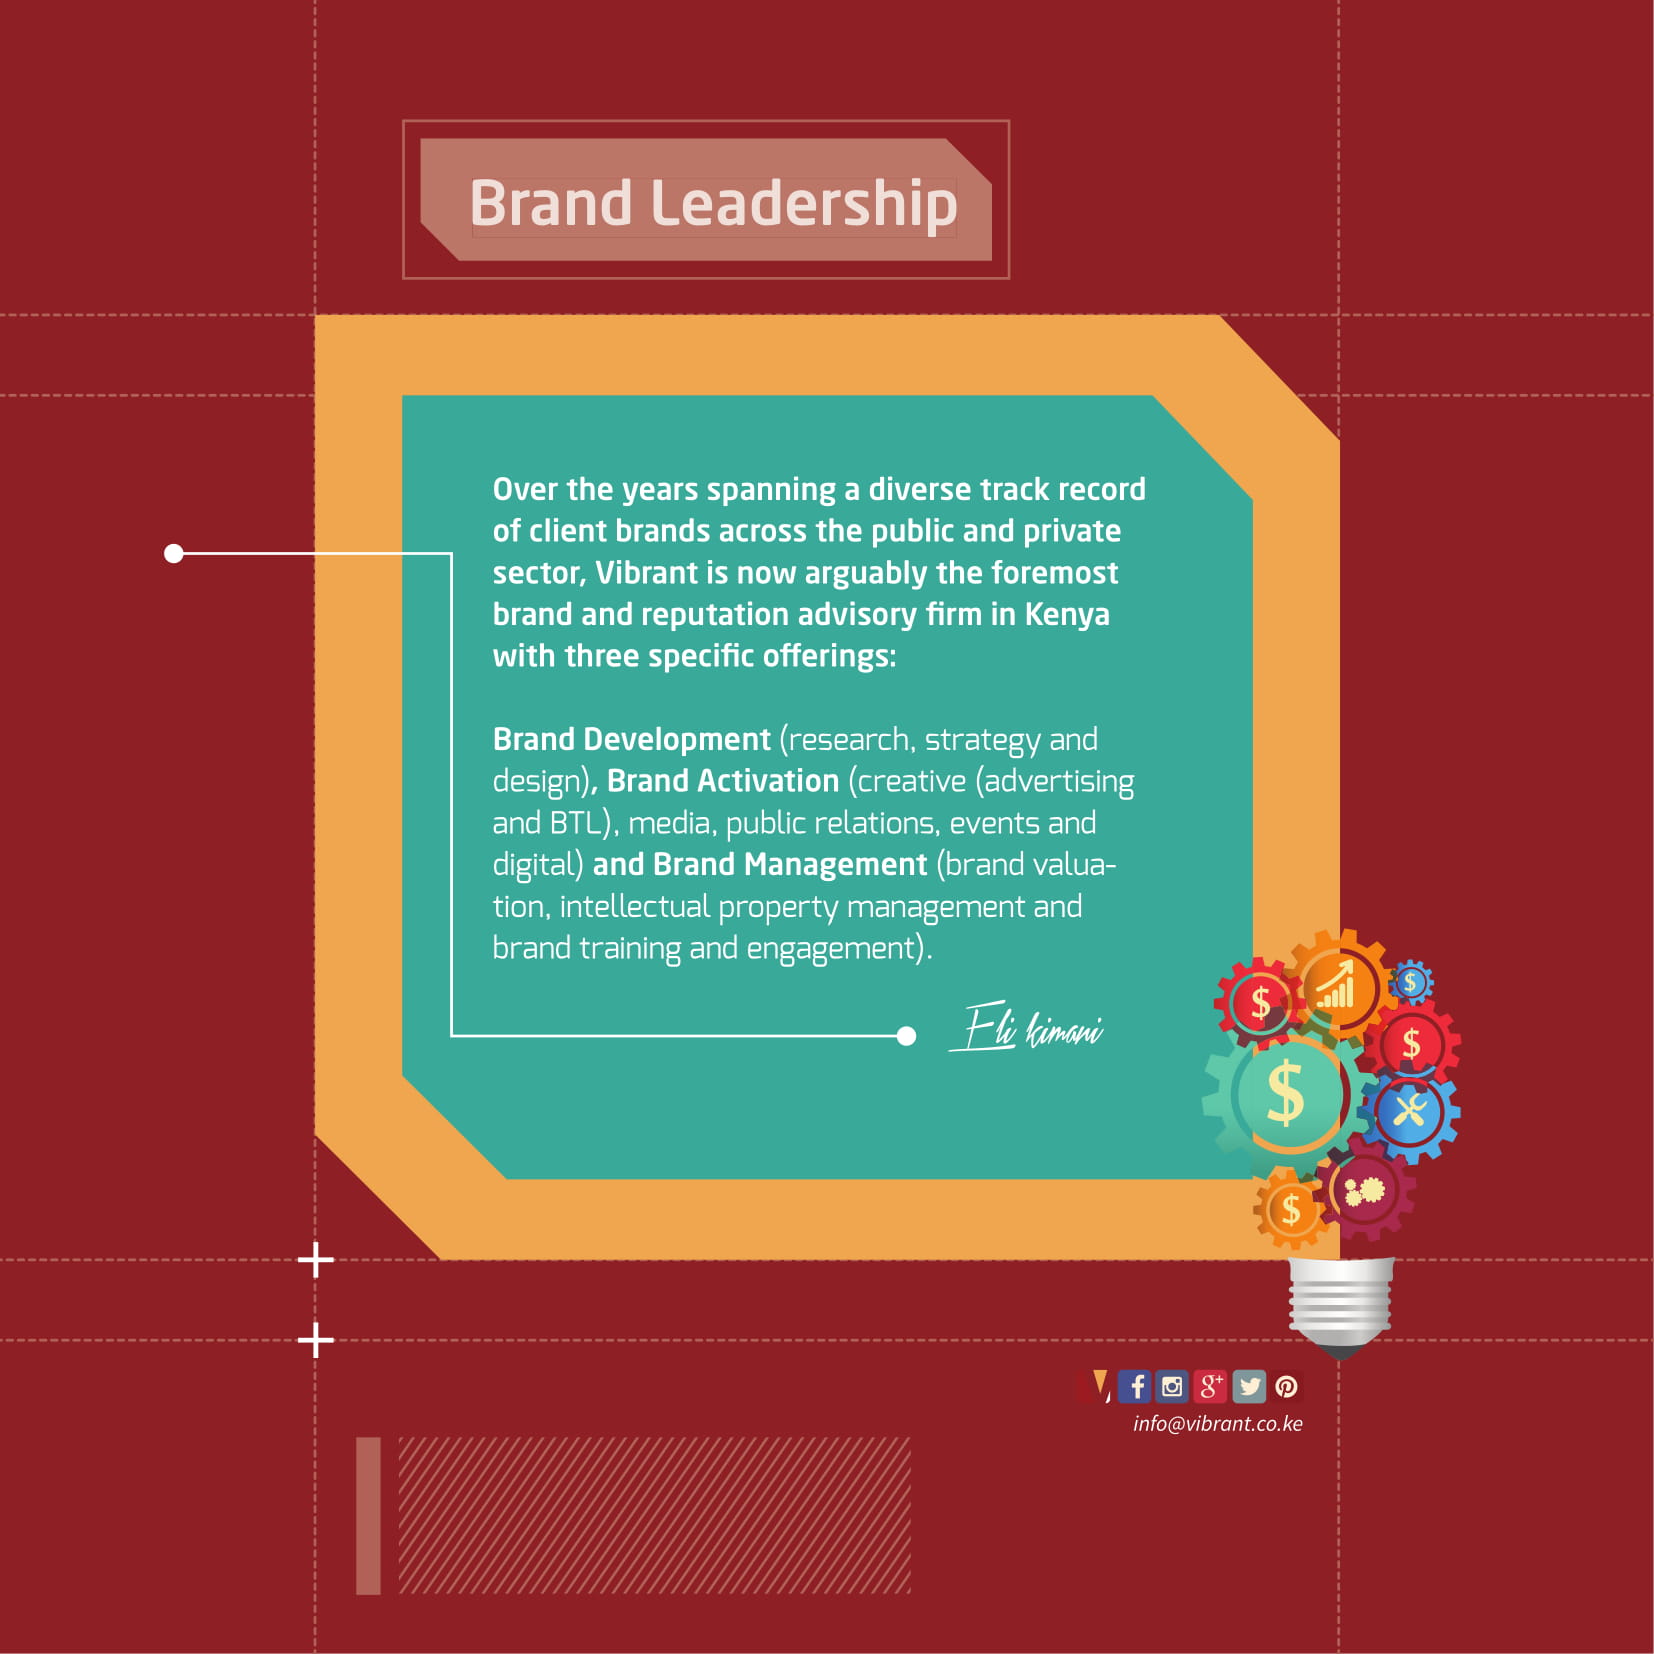 Brand Leadership
Over the years spanning a diverse track record
of client brands across the public and private
sector, Vibrant is now arguably the foremost
brand and reputation advisory firm in Kenya
with three specific offerings:
Brand Development (research, strategy and
design), Brand Activation (creative (advertising
and BTL), media, public relations, events and
digital) and Brand Management (brand valua-
tion, intellectual property management and
brand training and engagement).
Eli kimani
$
$
$
$
$
g+
info@vibrant.co.ke